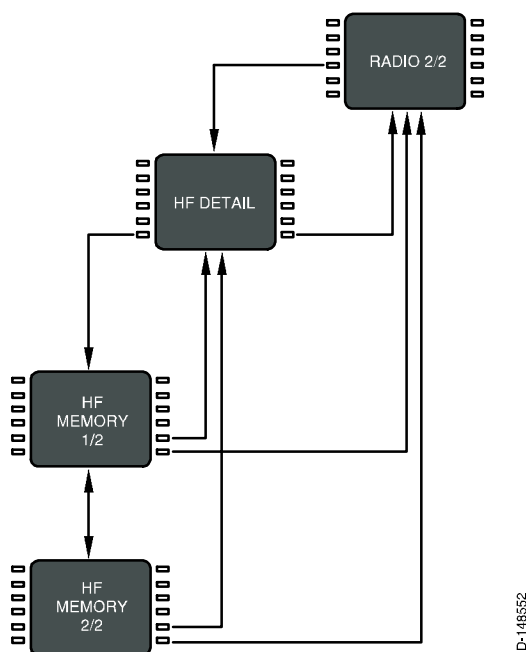 RADIO 2/2
HF DETAIL
HF
MEMORY
1/2
HF
MEMORY
2/2
D-148552